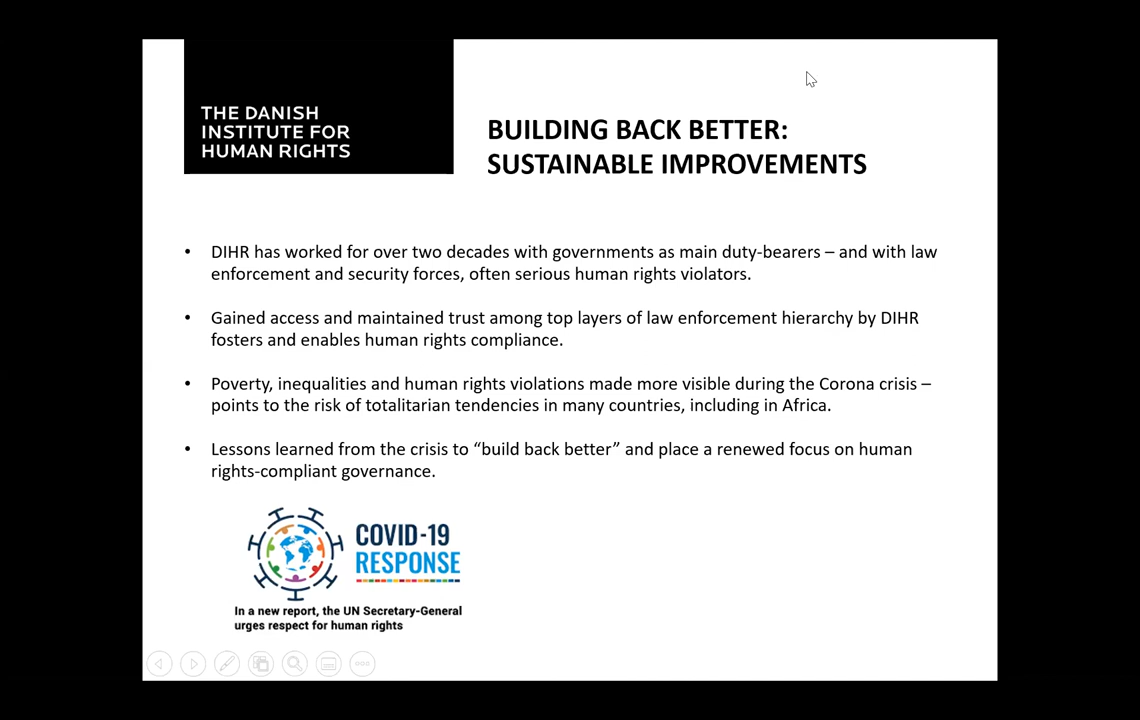 THE DANISH
INSTITUTE FOR
HUMAN RIGHTS
BUILDING BACK BETTER:
SUSTAINABLE IMPROVEMENTS
• DIHR has worked for over two decades with governments as main duty-bearers – and with law
enforcement and security forces, often serious human rights violators.
• Gained access and maintained trust among top layers of law enforcement hierarchy by DIHR
fosters and enables human rights compliance.
• Poverty, inequalities and human rights violations made more visible during the Corona crisis –
points to the risk of totalitarian tendencies in many countries, including in Africa.
• Lessons learned from the crisis to “build back better” and place a renewed focus on human
rights-compliant governance.
COVID-19
RESPONSE
In a new report, the UN Secretary-General
urges respect for human rights